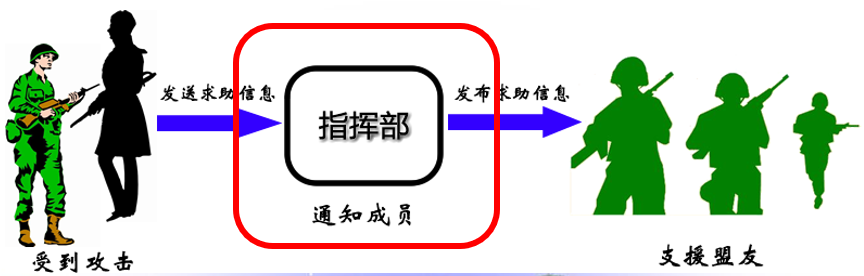 发送求助信息
指挥部
发布求助信息
通知成员
受到攻击
支援盟友